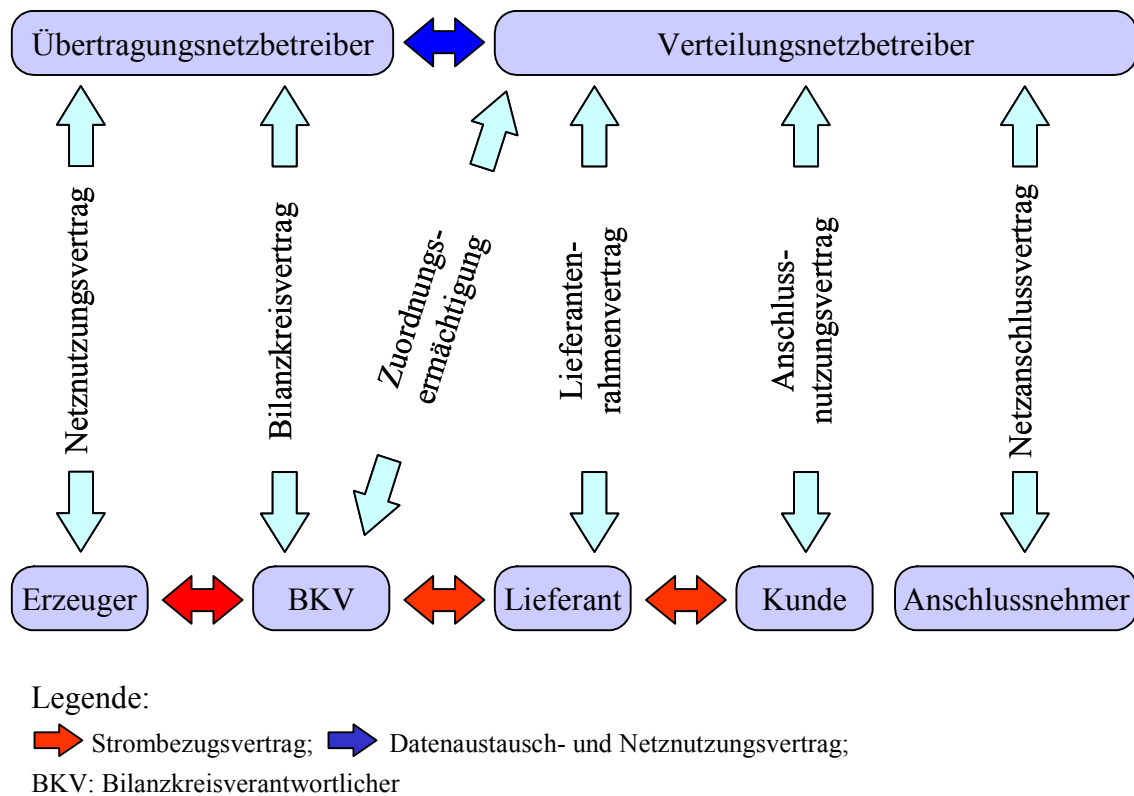 Übertragungsnetzbetreiber
Verteilungsnetzbetreiber
Netznutzungsvertrag
Bilanzkreisvertrag
Zuordnungs-
ermächtigung
Lieferanten-
rahmenvertrag
Anschluss-
nutzungsvertrag
Netzanschlussvertrag
Erzeuger
BKV
Lieferant
Kunde
Anschlussnehmer
Legende:
Strombezugsvertrag; Datenaustausch- und Netznutzungsvertrag;
BKV: Bilanzkreisverantwortlicher